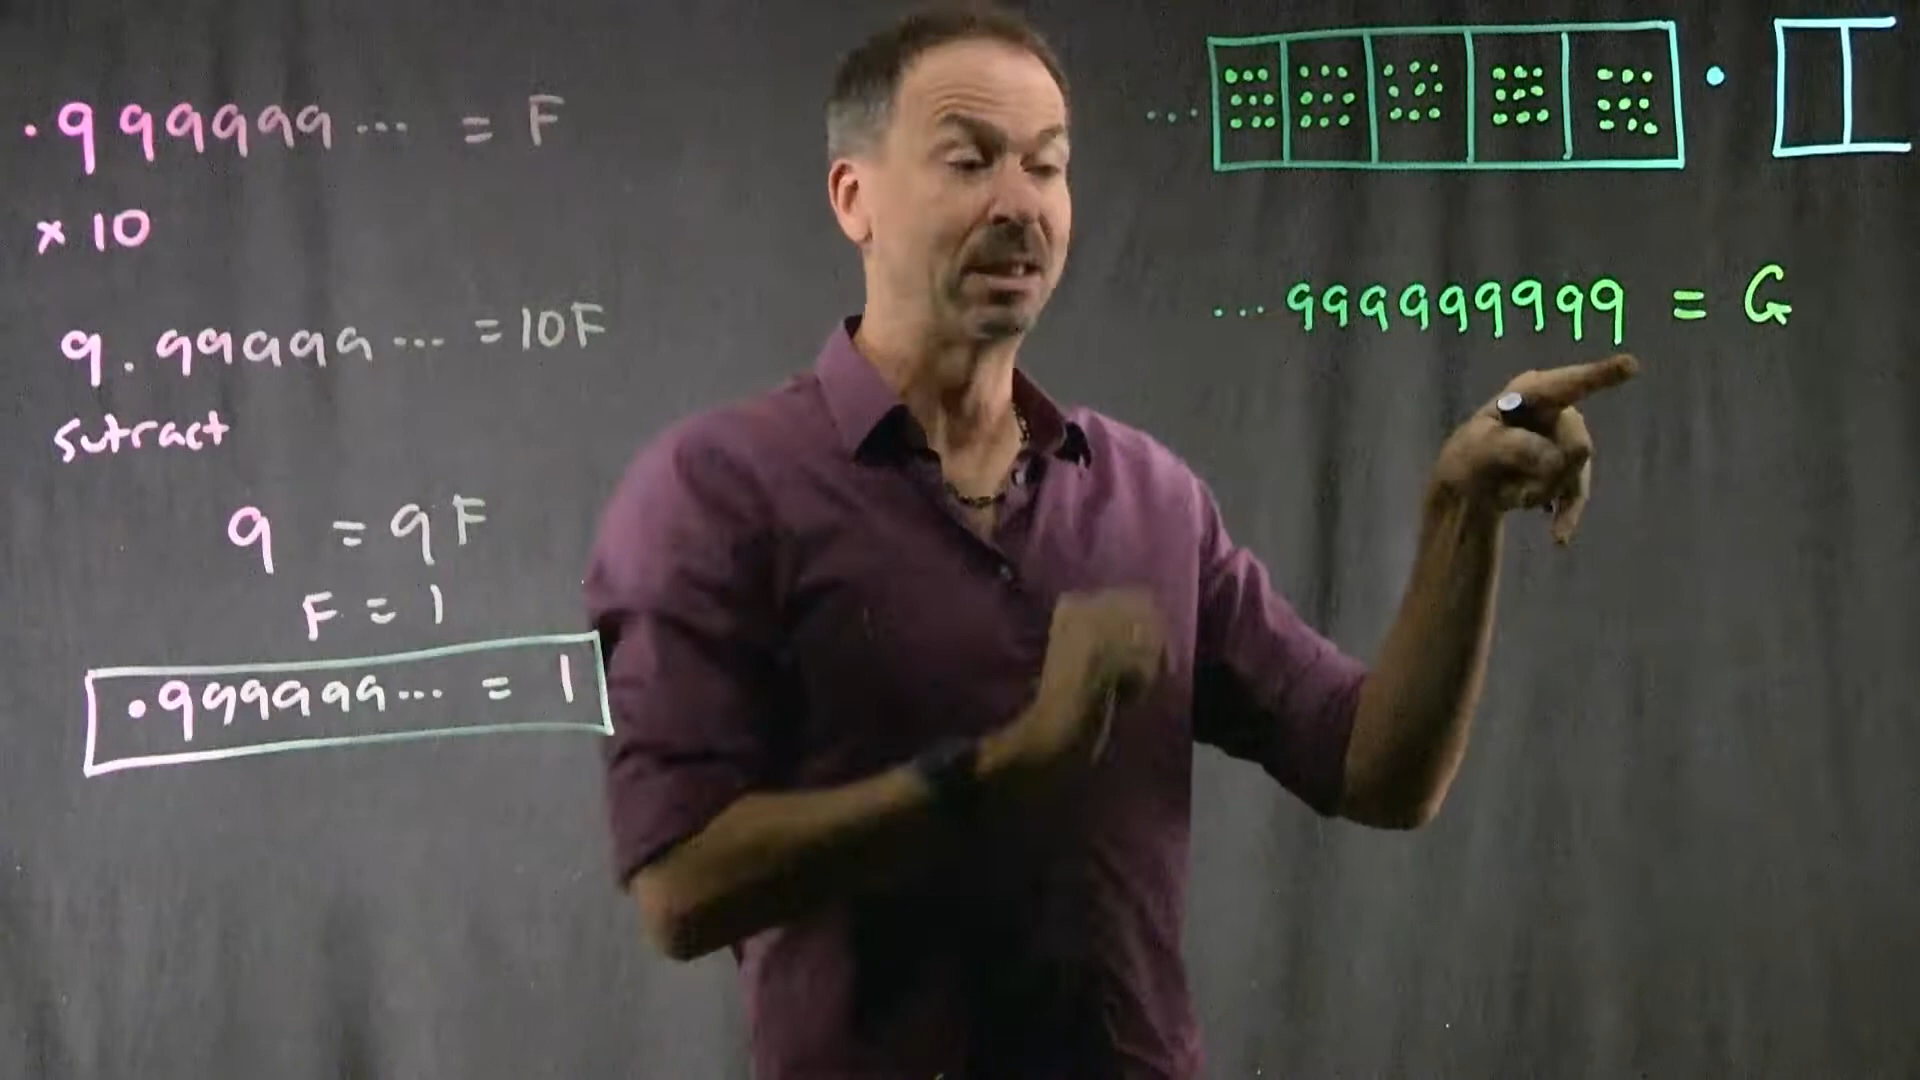 .999999... = F
x 10
9.99999... = 10F
sutract
9 = 9F
F = 1
.999999... = 1
...999999999 = G